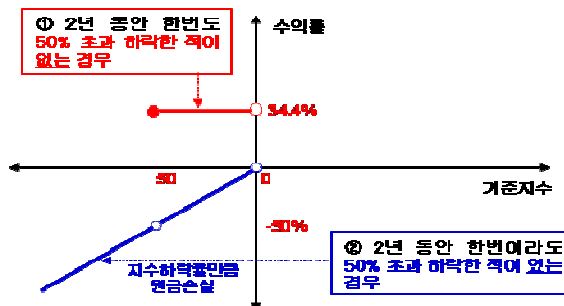 ① 2년 동안 한번도
50% 초과 하락한 적이
없는 경우
수익률
34.4%
-50
0
기준지수
-50%
지수하락률만큼
원금손실
② 2년 동안 한번이라도
50% 초과 하락한 적이 있는
경우